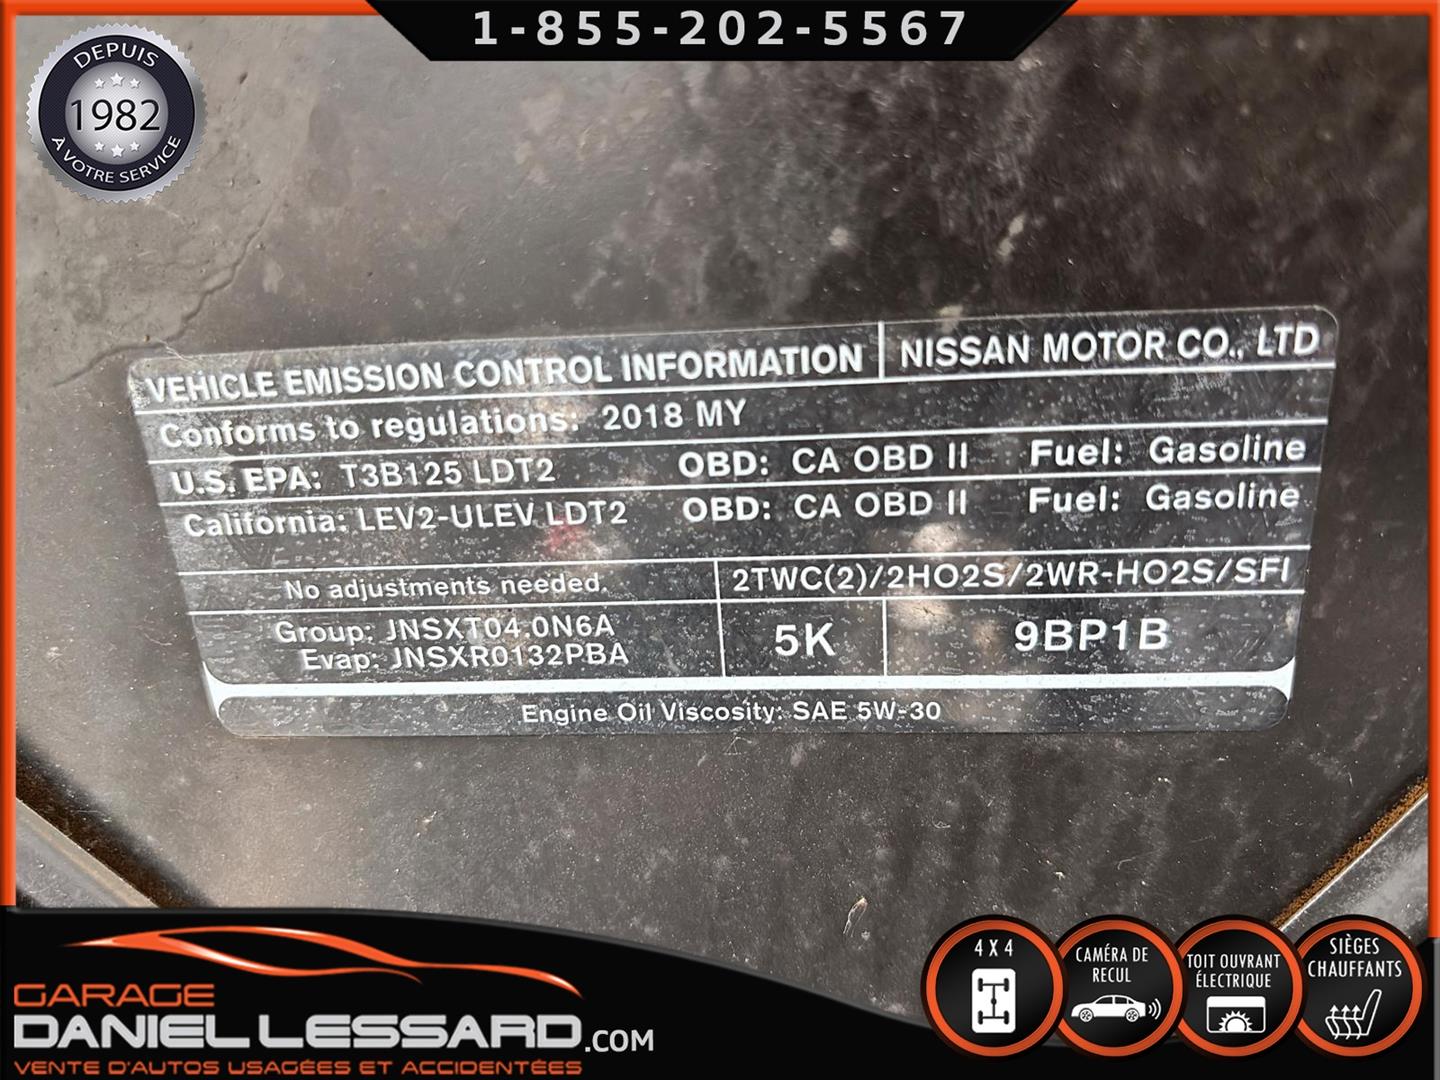 1-855-202-5567
DEPUIS
1982
À VOTRE SERVICE
VEHICLE EMISSION CONTROL INFORMATION NISSAN MOTOR CO., LTD
Conforms to regulations: 2018 MY
U.S. EPA: T3B125 LDT2 OBD: CA OBD II Fuel: Gasoline
California: LEV2-ULEV LDT2 OBD: CA OBD II Fuel: Gasoline
No adjustments needed. 2TWC(2)/2HO2S/2WR-HO2S/SFI
Group: JNSXT04.0N6A
Evap: JNSXR0132PBA
5K 9BP1B
Engine Oil Viscosity: SAE 5W-30
GARAGE
DANIEL LESSARD.COM
VENTE D'AUTOS USAGÉES ET ACCIDENTÉES
4 X 4
CAMÉRA DE
RECUL
TOIT OUVRANT
ÉLECTRIQUE
SIÈGES
CHAUFFANTS